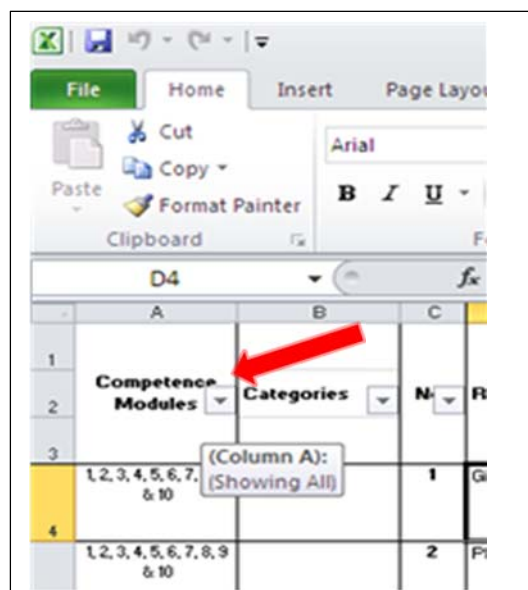 File Home Insert Page Layou
Cut
Copy
Paste
Format Painter
Clipboard
Arial
B I U
D4 fx
A B C
1
Competence Modules Categories
2
3
(Column A):
(Showing All)
1, 2, 3, 4, 5, 6, 7,
& 10
1
4
1, 2, 3, 4, 5, 6, 7, 8, 9
& 10
2